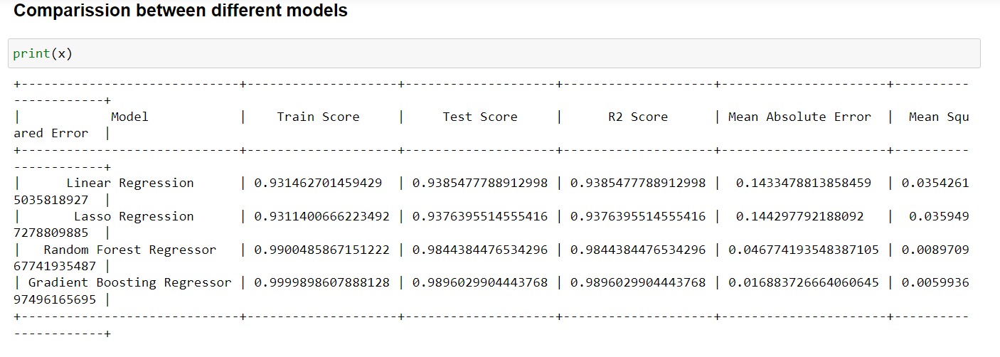 Comparission between different models
print(x)
+-----------------------------+--------------------+--------------------+--------------------+----------------------+----------
------------+
|            Model            |    Train Score     |     Test Score     |      R2 Score      | Mean Absolute Error  |  Mean Squ
ared Error  |
+-----------------------------+--------------------+--------------------+--------------------+----------------------+----------
------------+
|      Linear Regression      | 0.931462701459429  | 0.9385477788912998 | 0.9385477788912998 |  0.1433478813858459  | 0.0354261
5035818927  |
|       Lasso Regression      | 0.9311400666223492 | 0.9376395514555416 | 0.9376395514555416 |  0.144297792188092   |  0.035949
7278809885  |
|   Random Forest Regressor   | 0.9900485867151222 | 0.9844384476534296 | 0.9844384476534296 | 0.046774193548387105 | 0.0089709
67741935487 |
| Gradient Boosting Regressor | 0.9999898607888128 | 0.9896029904443768 | 0.9896029904443768 | 0.016883726664060645 | 0.0059936
97496165695 |
+-----------------------------+--------------------+--------------------+--------------------+----------------------+----------
------------+